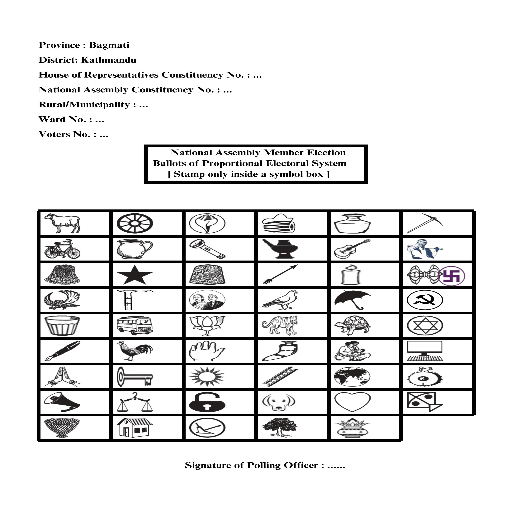 Province : Bagmati
District: Kathmandu
House of Representatives Constituency No. : ...
National Assembly Constituency No. : ...
Rural/Municipality : ...
Ward No. : ...
Voters No. : ...
National Assembly Member Election
Ballots of Proportional Electoral System
[ Stamp only inside a symbol box ]
Signature of Polling Officer : ......